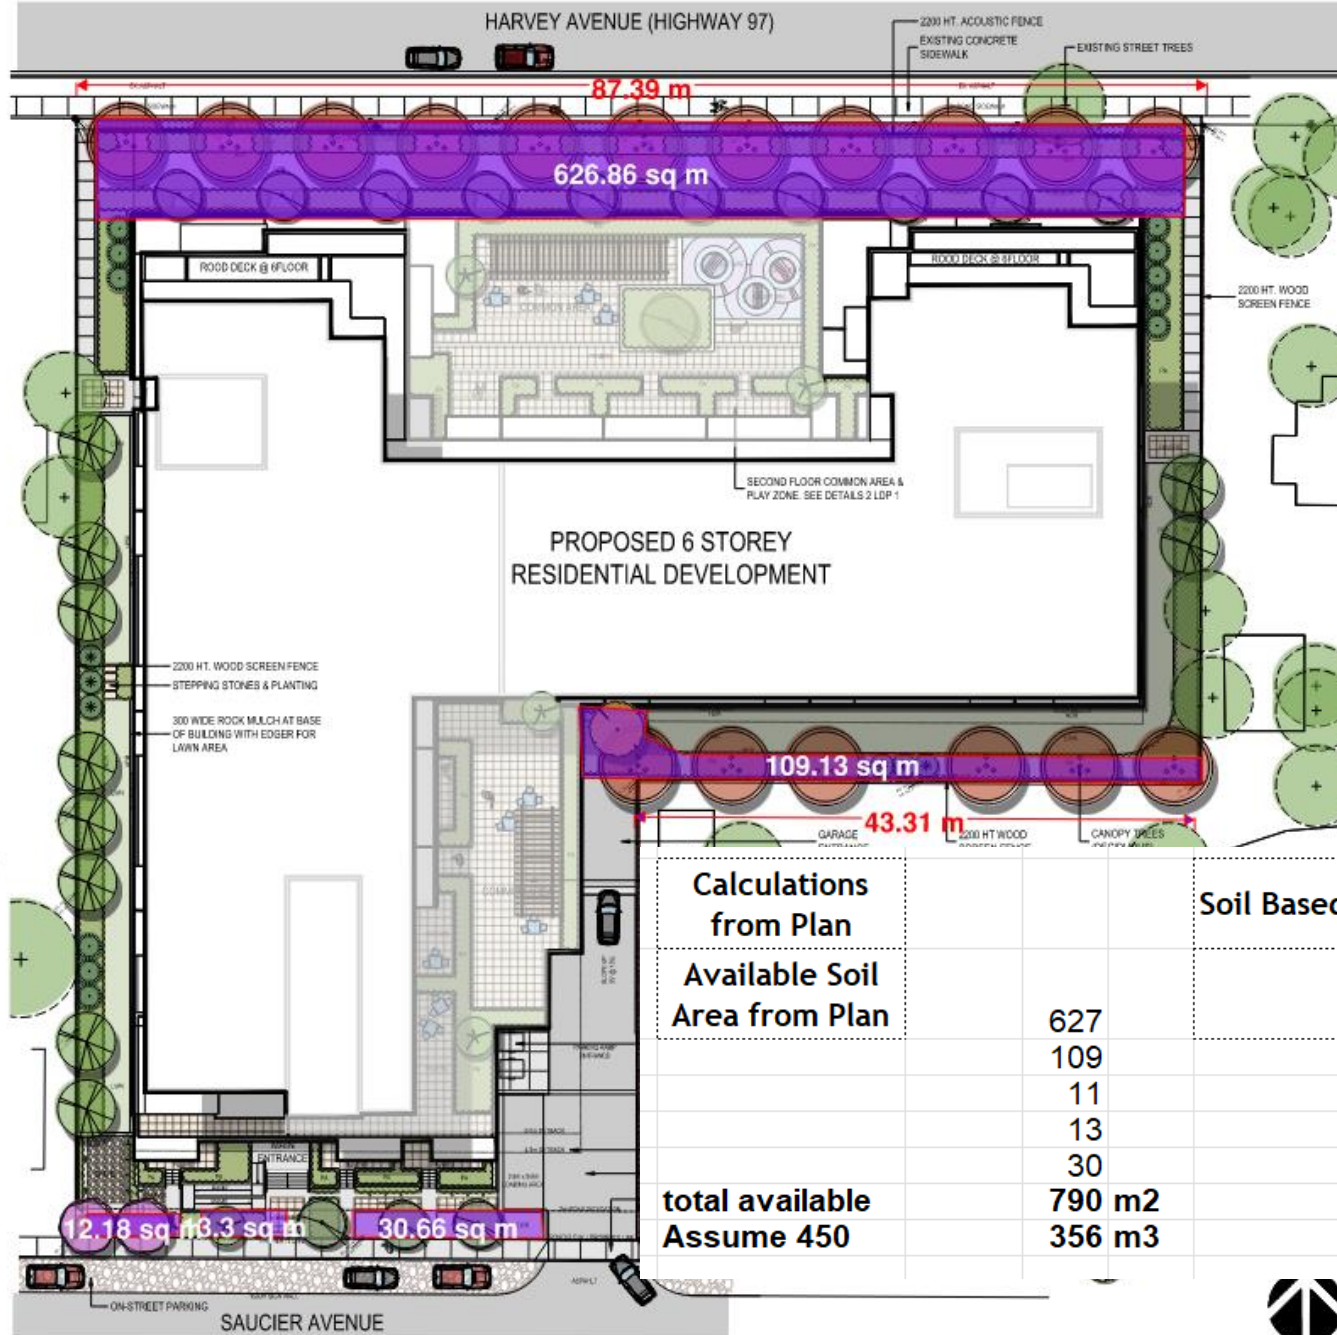 HARVEY AVENUE (HIGHWAY 97)
2200 HT. ACOUSTIC FENCE
EXISTING CONCRETE
SIDEWALK
EXISTING STREET TREES
87.39 m
626.86 sq m
ROOD DECK @ 6FLOOR
ROOD DECK @ 6FLOOR
2200 HT. WOOD
SCREEN FENCE
COMMON AREA
SECOND FLOOR COMMON AREA &
PLAY ZONE. SEE DETAILS 2 LDP 1
PROPOSED 6 STOREY
RESIDENTIAL DEVELOPMENT
2200 HT. WOOD SCREEN FENCE
STEPPING STONES & PLANTING
300 WIDE ROCK MULCH AT BASE
OF BUILDING WITH EDGER FOR
LAWN AREA
109.13 sq m
43.31 m
GARAGE
ENTRANCE
2200 HT WOOD
SCREEN FENCE
CANOPY TREES
Calculations
from Plan
Soil Based
Available Soil
Area from Plan
627
109
11
13
30
total available 790 m2
Assume 450 356 m3
MAIN
ENTRANCE
12.18 sq m
13.3 sq m
30.66 sq m
ASPHALT
ON-STREET PARKING
SAUCIER AVENUE